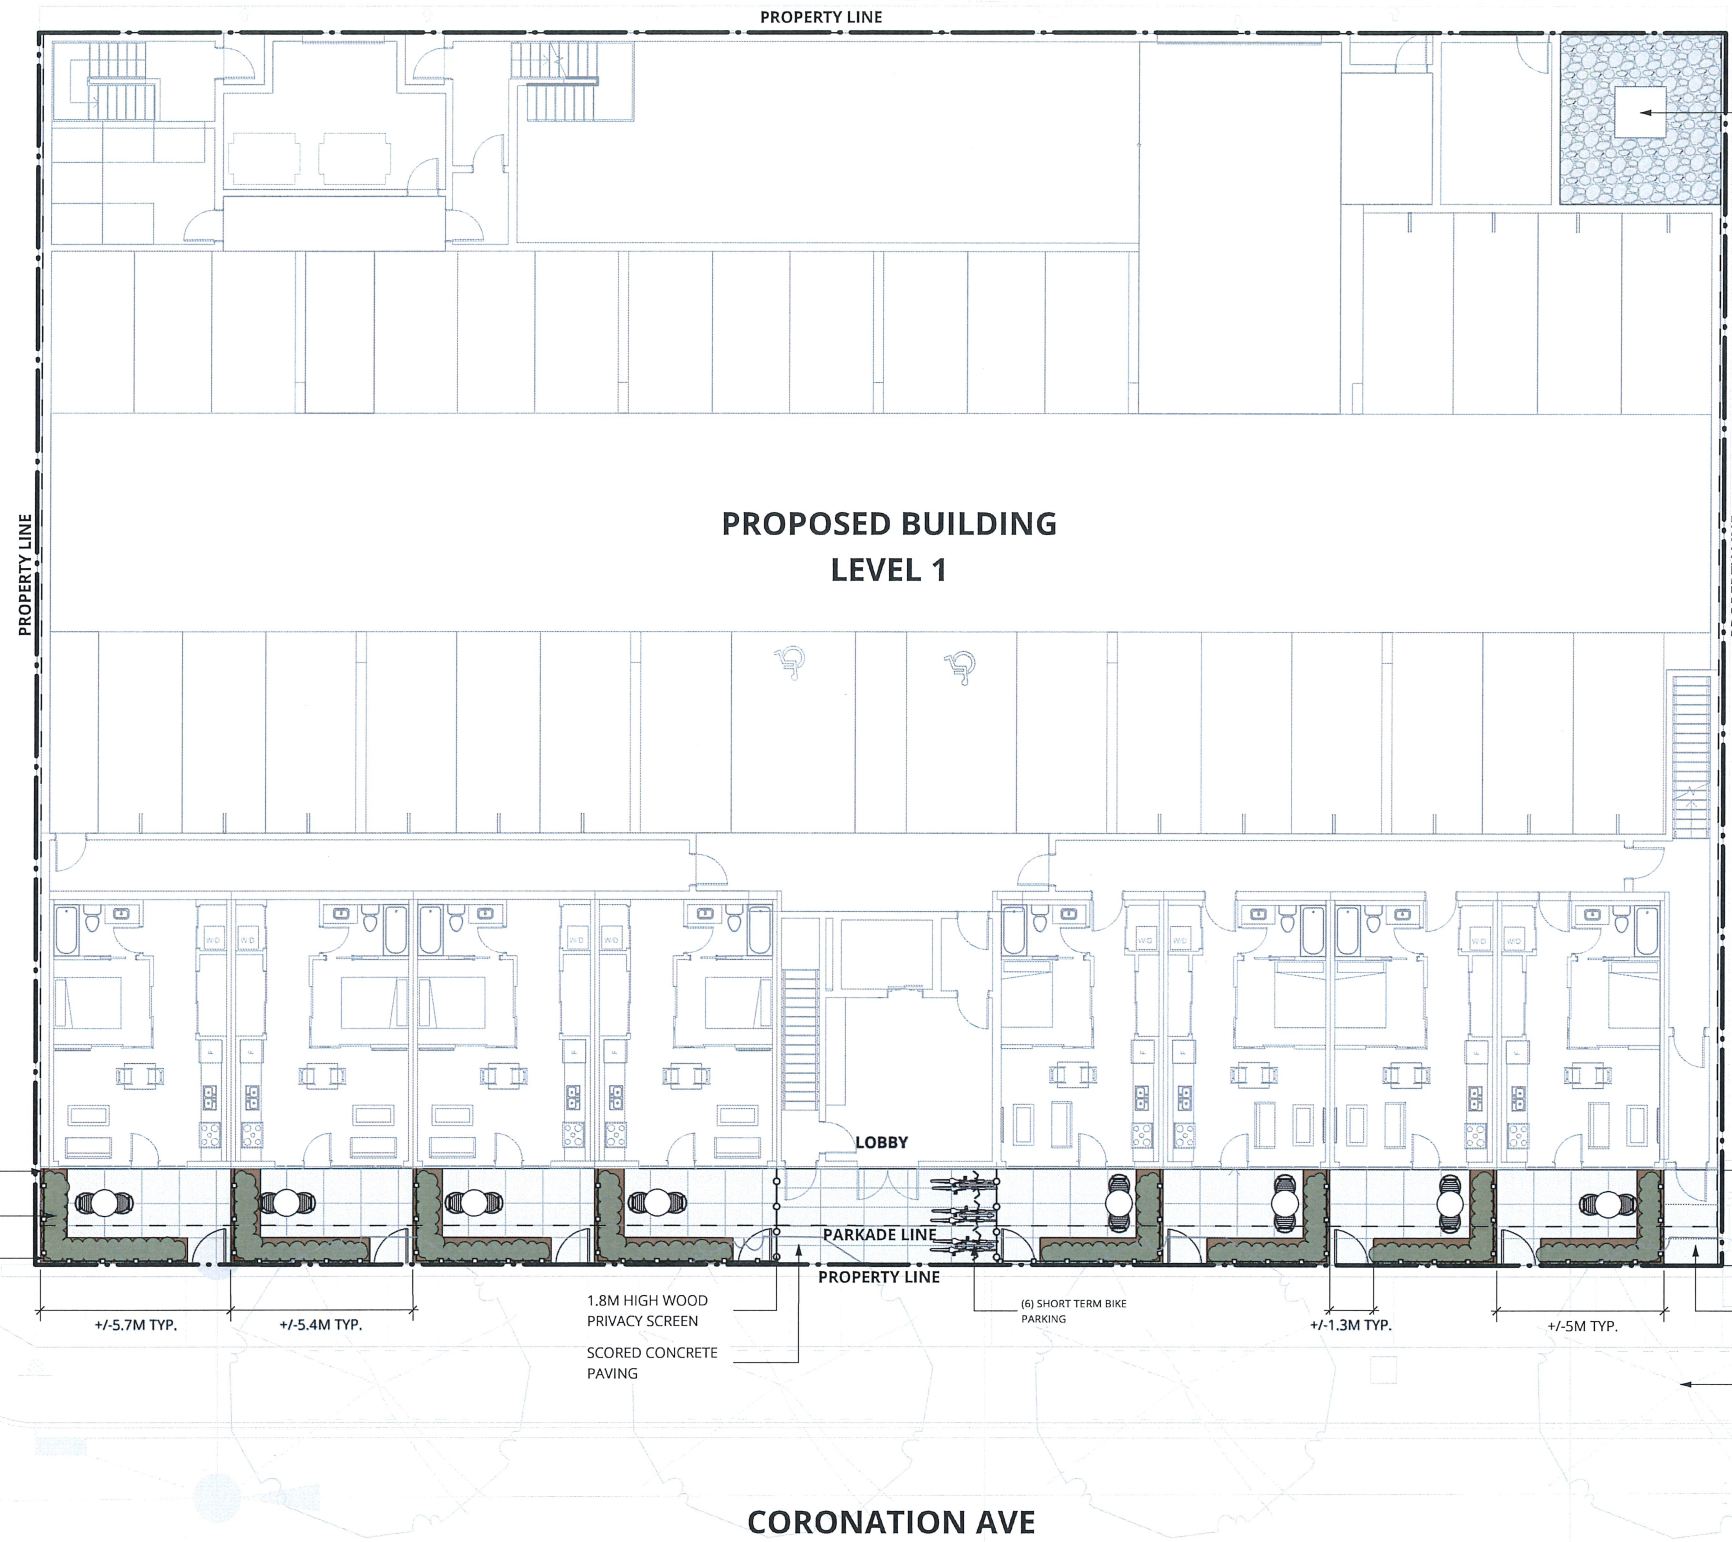 PROPERTY LINE
PROPOSED BUILDING
LEVEL 1
PROPERTY LINE
W/D
W/D
W/D
W/D
W/D
W/D
W/D
W/D
F
F
F
F
F
F
F
F
LOBBY
PARKADE LINE
PROPERTY LINE
+/-5.7M TYP.
+/-5.4M TYP.
1.8M HIGH WOOD
PRIVACY SCREEN
SCORED CONCRETE
PAVING
(6) SHORT TERM BIKE
PARKING
+/-1.3M TYP.
+/-5M TYP.
CORONATION AVE